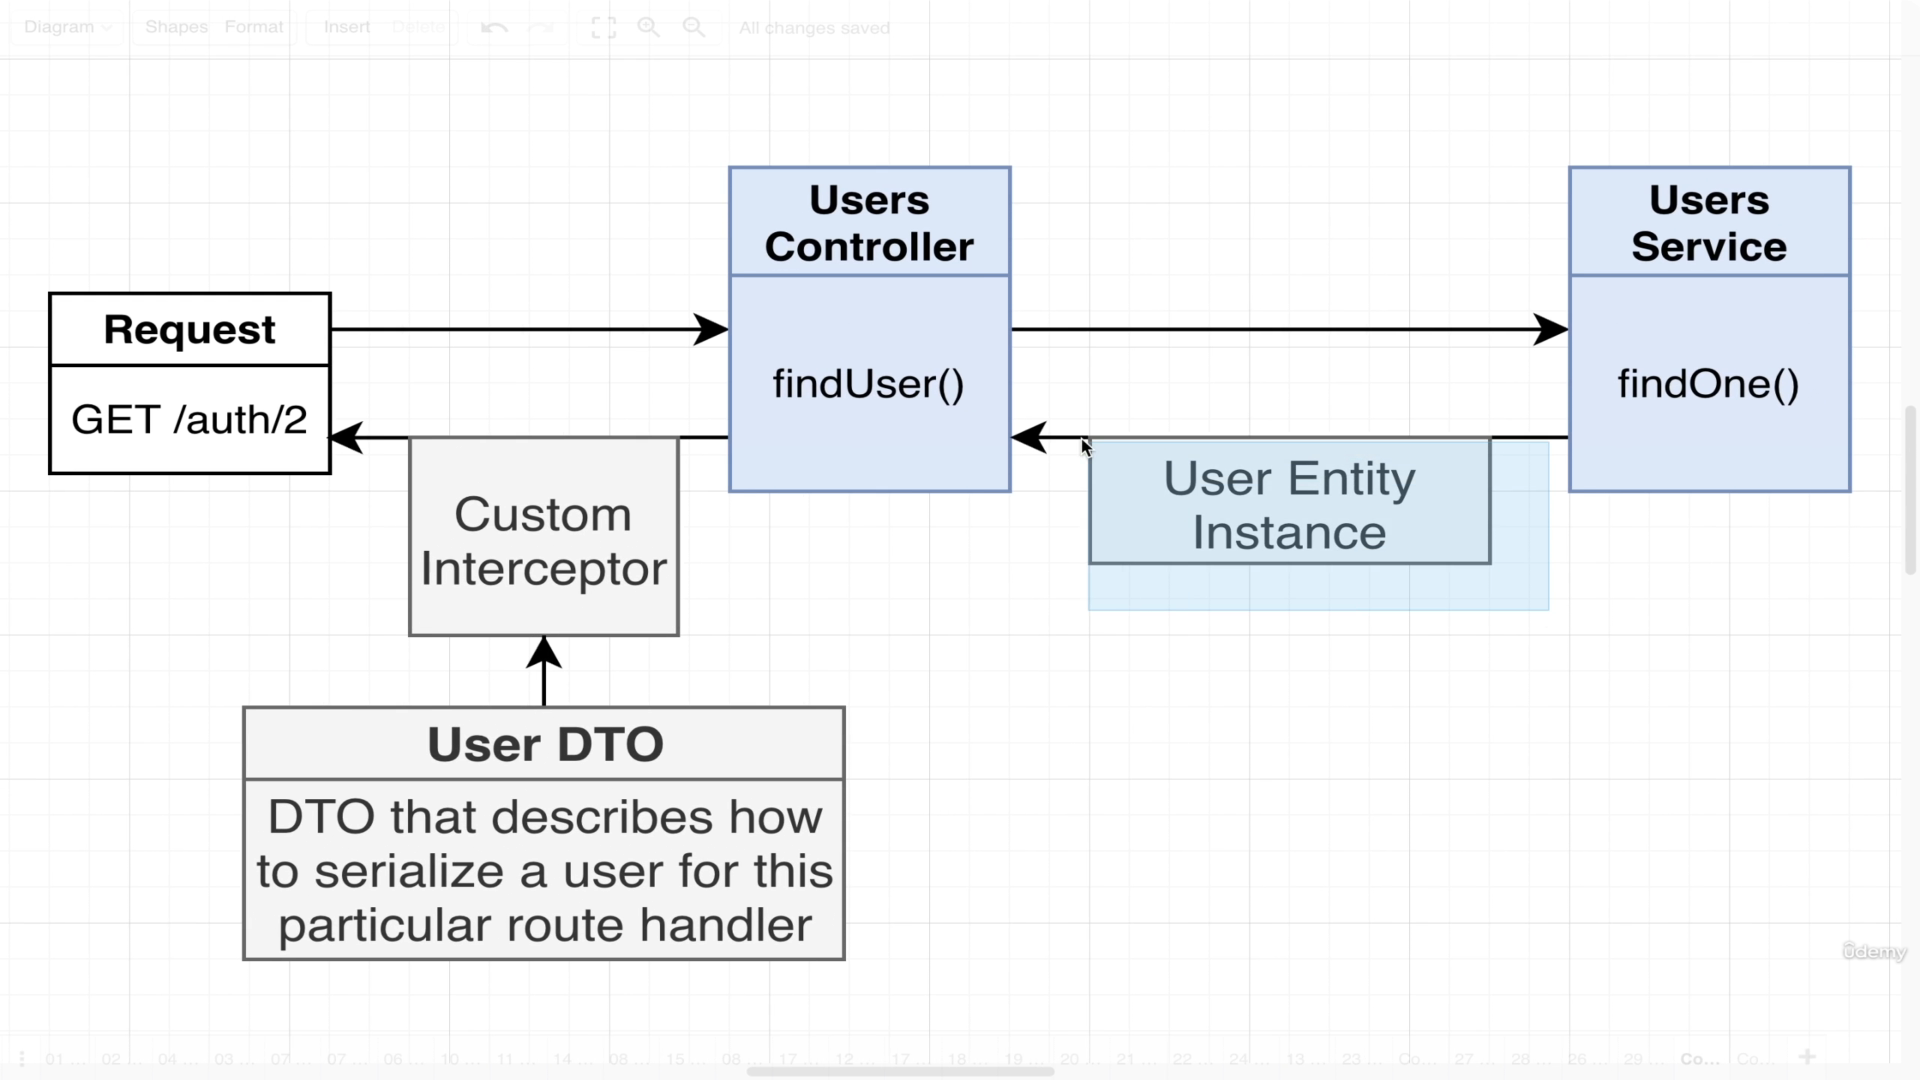 Diagram Shapes Format Insert Delete All changes saved
Users
Controller
findUser()
Users
Service
findOne()
Request
GET /auth/2
User Entity
Instance
Custom
Interceptor
User DTO
DTO that describes how
to serialize a user for this
particular route handler
ûdemy
01 ... 02 ... 04 ... 03 ... 07 ... 07 ... 06 ... 10 ... 11 ... 14 ... 08 ... 15 ... 08 ... 17 ... 12 ... 17 ... 18 ... 19 ... 20 ... 21 ... 22 ... 24 ... 13 ... 23 ... Co... 27 ... 28 ... 26 ... 29 ... Co... Co...